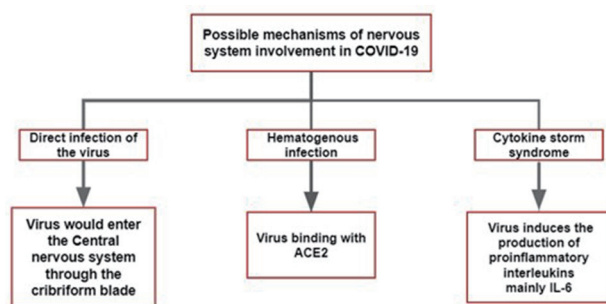 Possible mechanisms of nervous
system involvement in COVID-19
Direct infection of
the virus
Hematogenous
infection
Cytokine storm
syndrome
Virus would enter
the Central
nervous system
through the
cribriform blade
Virus binding with
ACE2
Virus induces the
production of
proinflammatory
interleukins
mainly IL-6